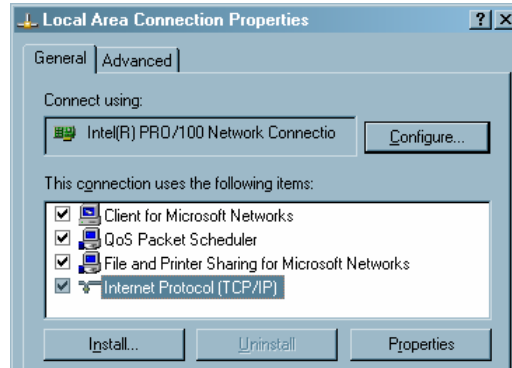 Local Area Connection Properties
General Advanced
Connect using:
Intel(R) PRO/100 Network Connectio
Configure...
This connection uses the following items:
Client for Microsoft Networks
QoS Packet Scheduler
File and Printer Sharing for Microsoft Networks
Internet Protocol (TCP/IP)
Install... Uninstall Properties